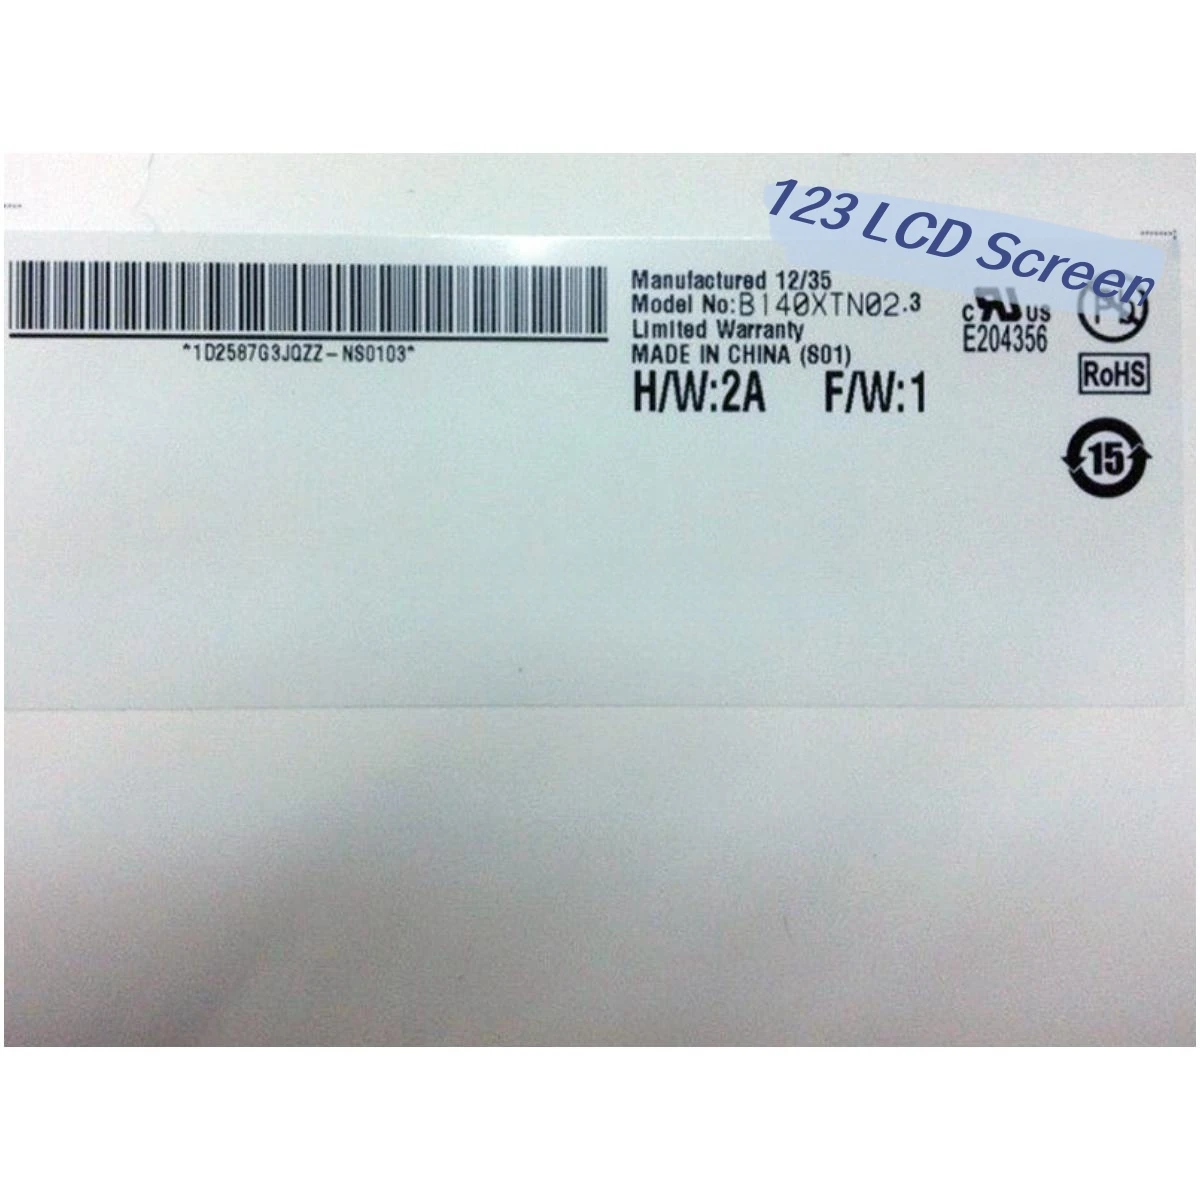 123 LCD Screen
Manufactured 12/35
Model No:B140XTN02.3
Limited Warranty
MADE IN CHINA (S01)
H/W:2A F/W:1
*1D2587G3JQZZ-NS0103*
C US
E204356
RoHS
15